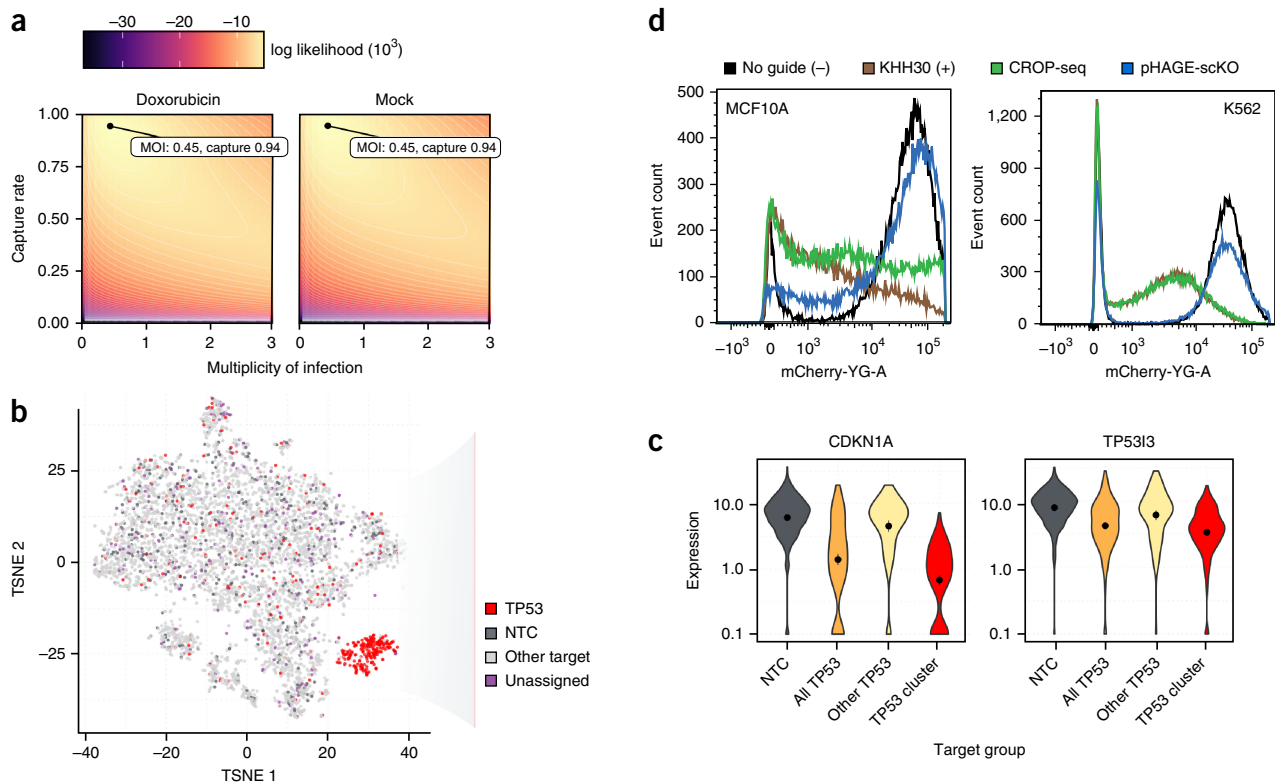 a
−30 −20 −10
log likelihood (10³)
Doxorubicin
Mock
1.00
0.75
0.50
0.25
0.00
Capture rate
MOI: 0.45, capture 0.94
MOI: 0.45, capture 0.94
0 1 2 3
0 1 2 3
Multiplicity of infection
d
No guide (−) KHH30 (+) CROP-seq pHAGE-scKO
MCF10A
500
400
300
200
100
0
Event count
−10³ 0 10³ 10⁴ 10⁵
mCherry-YG-A
K562
1,200
900
600
300
0
Event count
−10³ 0 10³ 10⁴ 10⁵
mCherry-YG-A
b
25
0
−25
TSNE 2
−40 −20 0 20 40
TSNE 1
TP53
NTC
Other target
Unassigned
c
CDKN1A
TP53I3
10.0
1.0
0.1
Expression
10.0
1.0
0.1
NTC
All TP53
Other TP53
TP53 cluster
NTC
All TP53
Other TP53
TP53 cluster
Target group